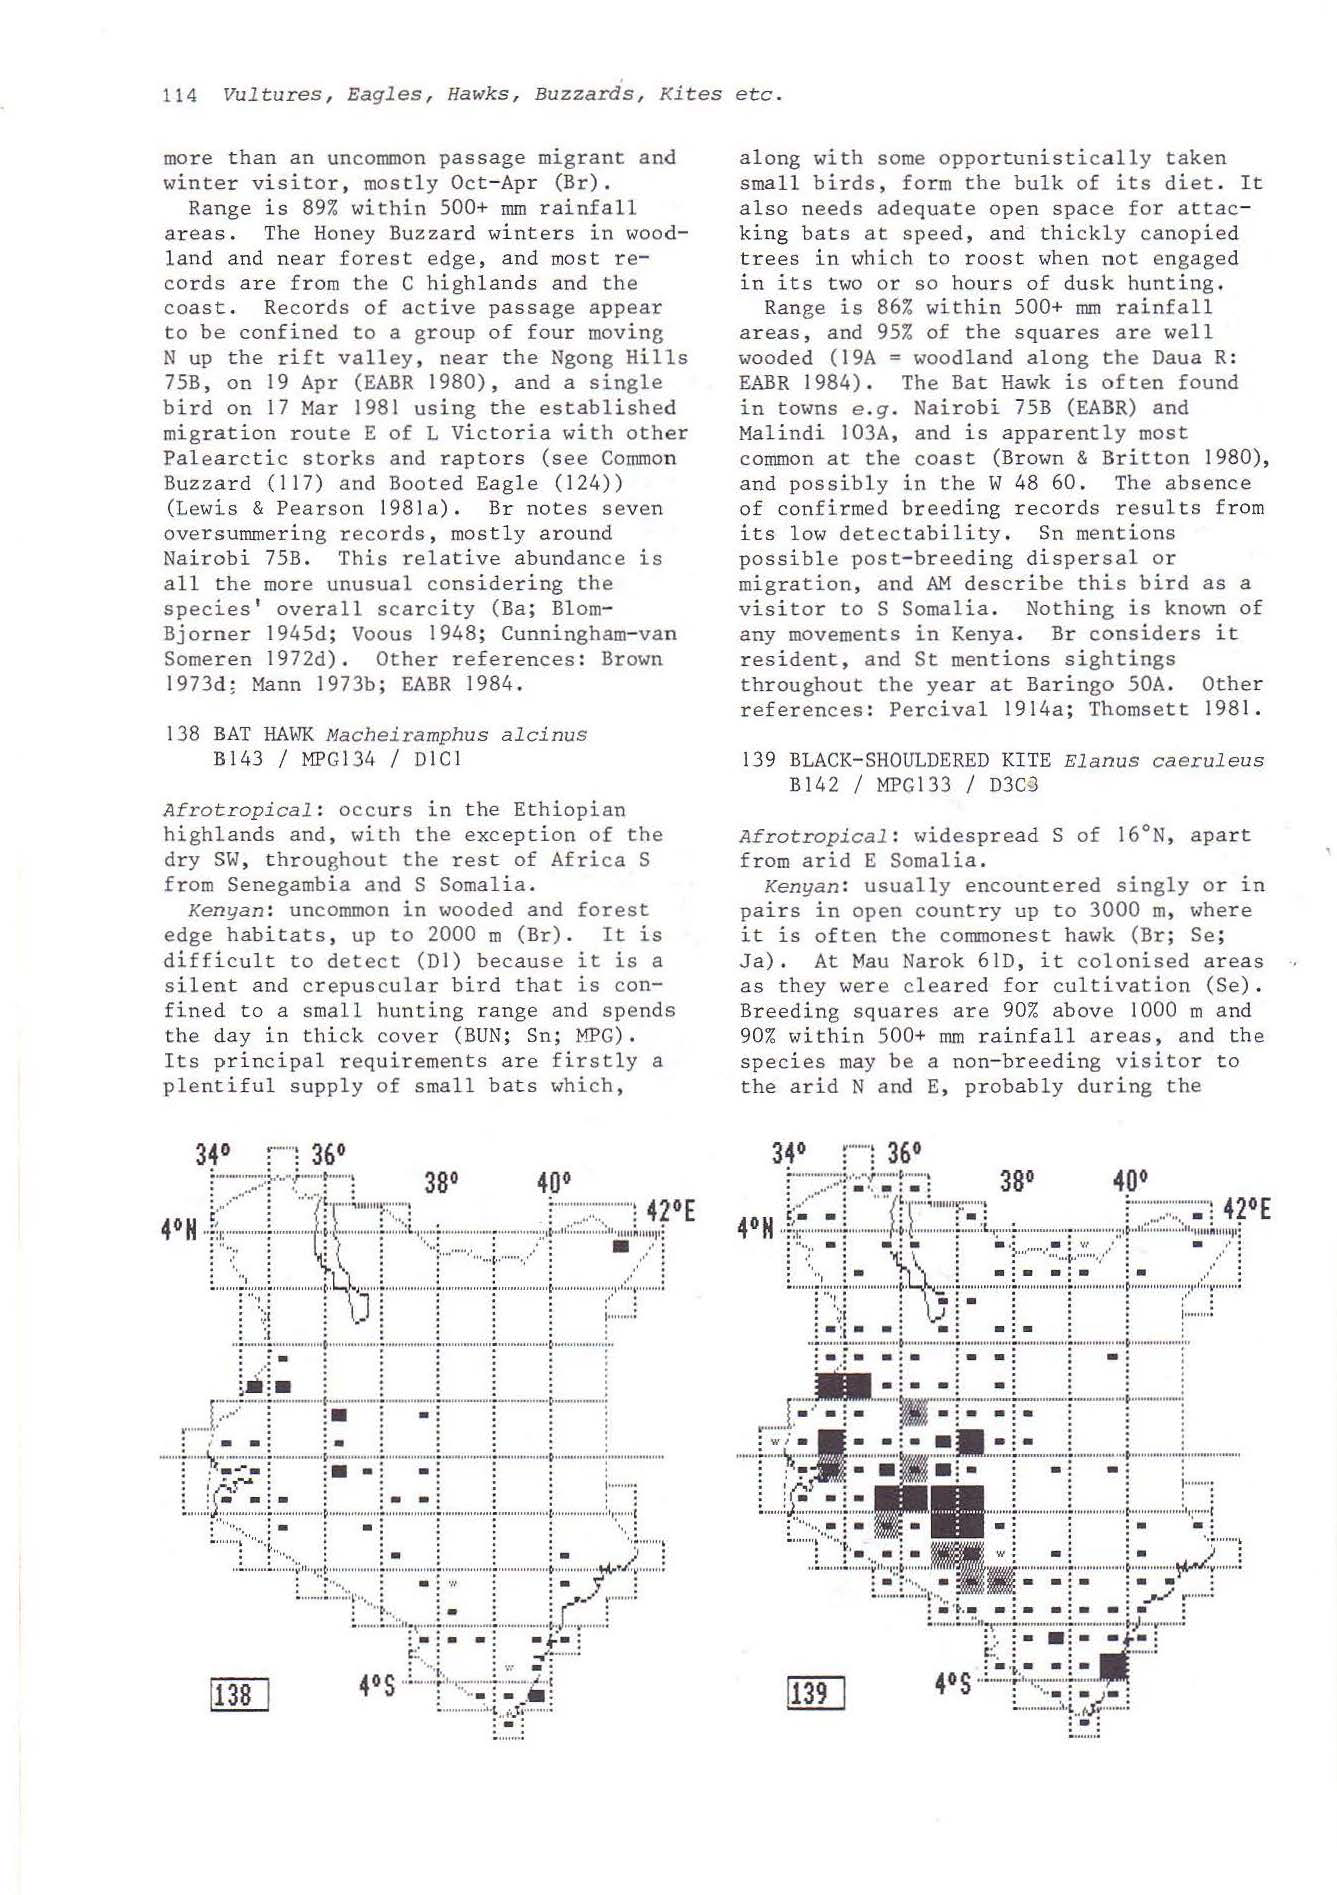 114 Vultures, Eagles, Hawks, Buzzards, Kites etc.
more than an uncommon passage migrant and
winter visitor, mostly Oct-Apr (Br).
Range is 89% within 500+ mm rainfall
areas. The Honey Buzzard winters in wood-
land and near forest edge, and most re-
cords are from the C highlands and the
coast. Records of active passage appear
to be confined to a group of four moving
N up the rift valley, near the Ngong Hills
75B, on 19 Apr (EABR 1980), and a single
bird on 17 Mar 1981 using the established
migration route E of L Victoria with other
Palearctic storks and raptors (see Common
Buzzard (117) and Booted Eagle (124))
(Lewis & Pearson 1981a). Br notes seven
oversummering records, mostly around
Nairobi 75B. This relative abundance is
all the more unusual considering the
species' overall scarcity (Ba; Blom-
Bjorner 1945d; Voous 1948; Cunningham-van
Someren 1972d). Other references: Brown
1973d; Mann 1973b; EABR 1984.
138 BAT HAWK Macheiramphus alcinus
B143 / MPG134 / D1C1
Afrotropical: occurs in the Ethiopian
highlands and, with the exception of the
dry SW, throughout the rest of Africa S
from Senegambia and S Somalia.
Kenyan: uncommon in wooded and forest
edge habitats, up to 2000 m (Br). It is
difficult to detect (D1) because it is a
silent and crepuscular bird that is con-
fined to a small hunting range and spends
the day in thick cover (BUN; Sn; MPG).
Its principal requirements are firstly a
plentiful supply of small bats which,
along with some opportunistically taken
small birds, form the bulk of its diet. It
also needs adequate open space for attac-
king bats at speed, and thickly canopied
trees in which to roost when not engaged
in its two or so hours of dusk hunting.
Range is 86% within 500+ mm rainfall
areas, and 95% of the squares are well
wooded (19A = woodland along the Daua R:
EABR 1984). The Bat Hawk is often found
in towns e.g. Nairobi 75B (EABR) and
Malindi 103A, and is apparently most
common at the coast (Brown & Britton 1980),
and possibly in the W 48 60. The absence
of confirmed breeding records results from
its low detectability. Sn mentions
possible post-breeding dispersal or
migration, and AM describe this bird as a
visitor to S Somalia. Nothing is known of
any movements in Kenya. Br considers it
resident, and St mentions sightings
throughout the year at Baringo 50A. Other
references: Percival 1914a; Thomsett 1981.
139 BLACK-SHOULDERED KITE Elanus caeruleus
B142 / MPG133 / D3C3
Afrotropical: widespread S of 16°N, apart
from arid E Somalia.
Kenyan: usually encountered singly or in
pairs in open country up to 3000 m, where
it is often the commonest hawk (Br; Se;
Ja). At Mau Narok 61D, it colonised areas
as they were cleared for cultivation (Se).
Breeding squares are 90% above 1000 m and
90% within 500+ mm rainfall areas, and the
species may be a non-breeding visitor to
the arid N and E, probably during the
34° 36°
38° 40°
42°E
4°N
w
w
4°S
138
34° 36°
38° 40°
42°E
4°N
w
w
w
4°S
139